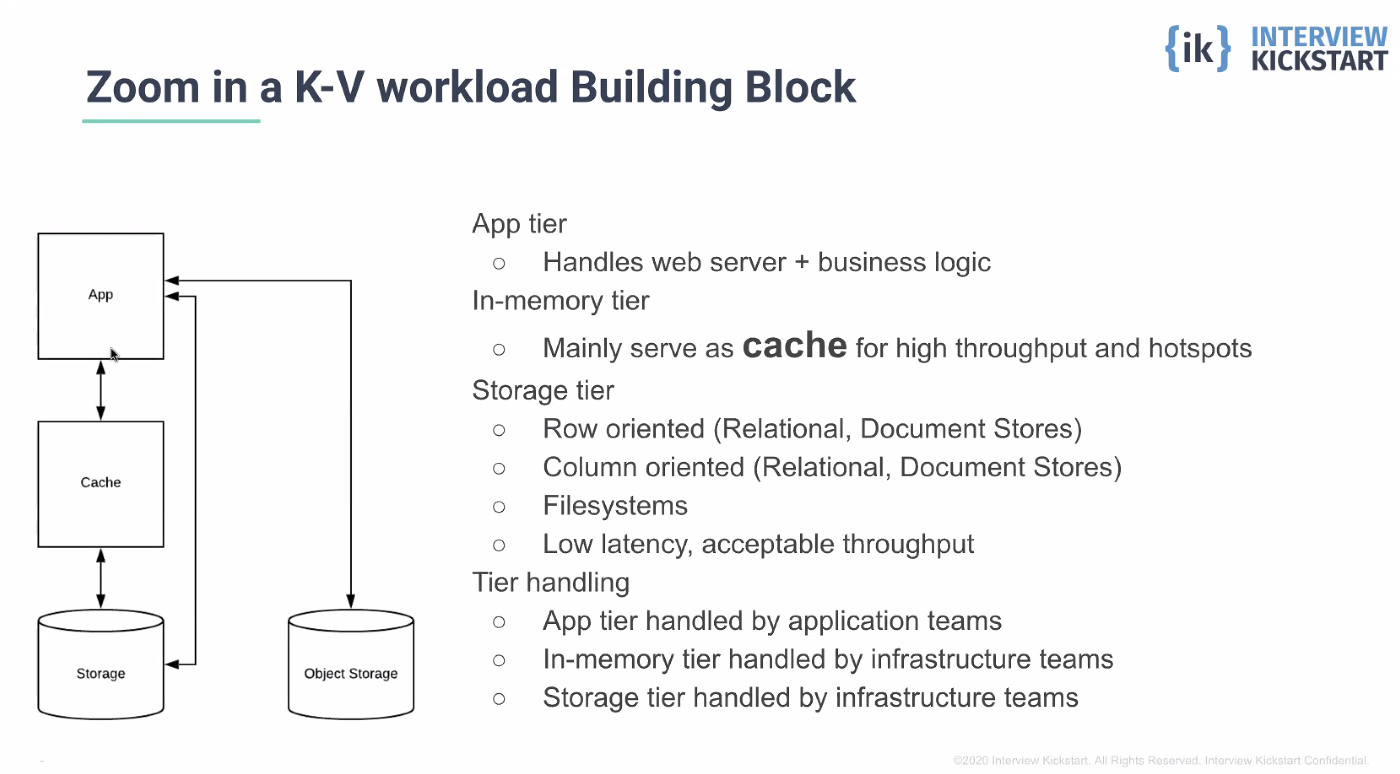 {ik} INTERVIEW
KICKSTART
Zoom in a K-V workload Building Block
App
Cache
Storage
Object Storage
App tier
○ Handles web server + business logic
In-memory tier
○ Mainly serve as cache for high throughput and hotspots
Storage tier
○ Row oriented (Relational, Document Stores)
○ Column oriented (Relational, Document Stores)
○ Filesystems
○ Low latency, acceptable throughput
Tier handling
○ App tier handled by application teams
○ In-memory tier handled by infrastructure teams
○ Storage tier handled by infrastructure teams
©2020 Interview Kickstart. All Rights Reserved. Interview Kickstart Confidential.